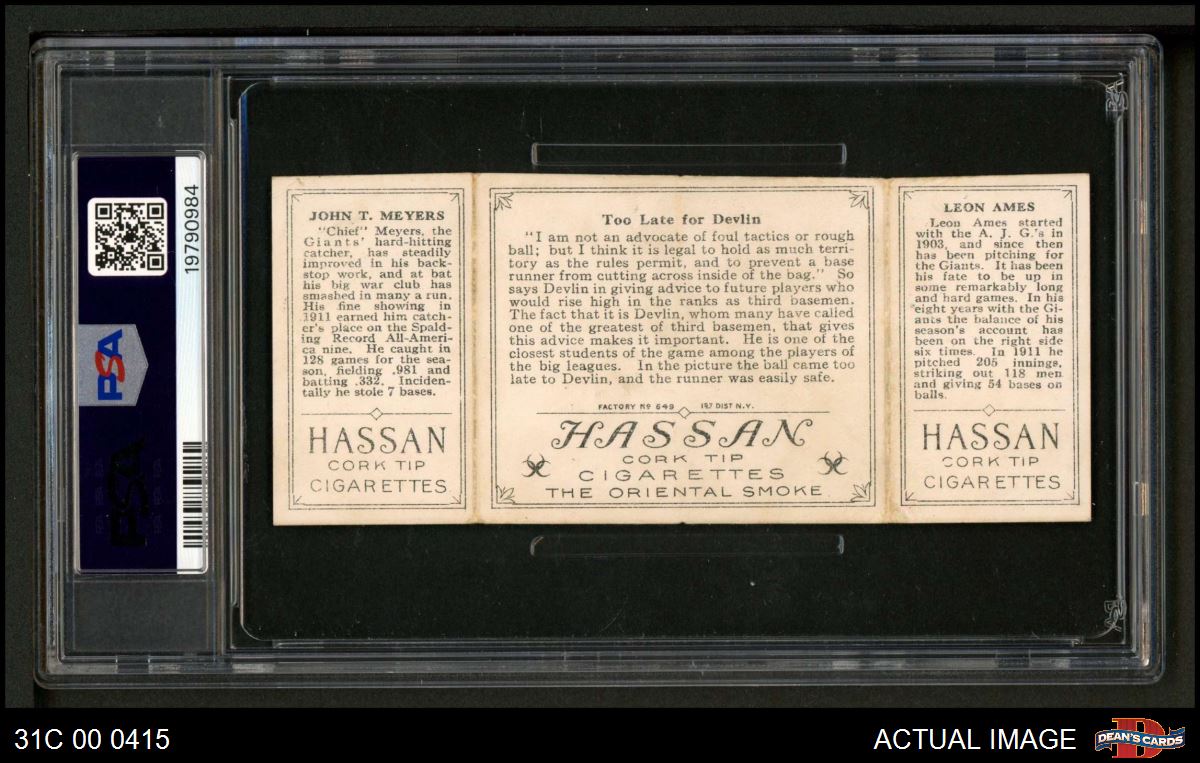 19790984
PSA
PSA
JOHN T. MEYERS
"Chief" Meyers, the
Giants' hard-hitting
catcher, has steadily
improved in his back-
stop work, and at bat
his big war club has
smashed in many a run.
His fine showing in
1911 earned him catch-
er's place on the Spald-
ing Record All-Ameri-
ca nine. He caught in
128 games for the sea-
son, fielding .981 and
batting .332. Inciden-
tally he stole 7 bases.
HASSAN
CORK TIP
CIGARETTES
Too Late for Devlin
"I am not an advocate of foul tactics or rough
ball; but I think it is legal to hold as much terri-
tory as the rules permit, and to prevent a base
runner from cutting across inside of the bag." So
says Devlin in giving advice to future players who
would rise high in the ranks as third basemen.
The fact that it is Devlin, whom many have called
one of the greatest of third basemen, that gives
this advice makes it important. He is one of the
closest students of the game among the players of
the big leagues. In the picture the ball came too
late to Devlin, and the runner was easily safe.
FACTORY Nº 649 1ST DIST N.Y.
HASSAN
CORK TIP
CIGARETTES
THE ORIENTAL SMOKE
LEON AMES
Leon Ames started
with the A. J. G.'s in
1903, and since then
has been pitching for
the Giants. It has been
his fate to be up in
some remarkably long
and hard games. In his
eight years with the Gi-
ants the balance of his
season's account has
been on the right side
six times. In 1911 he
pitched 205 innings,
striking out 118 men
and giving 54 bases on
balls.
HASSAN
CORK TIP
CIGARETTES
31C 00 0415
ACTUAL IMAGE
DEAN'S CARDS